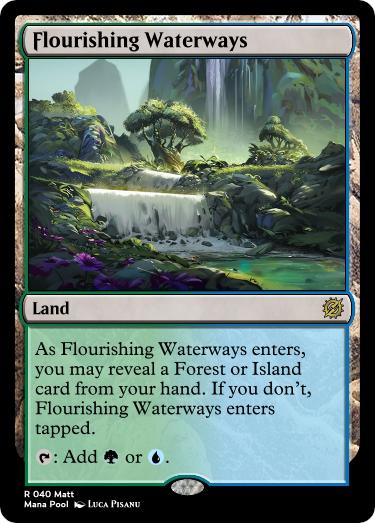 Flourishing Waterways
Land
As Flourishing Waterways enters,
you may reveal a Forest or Island
card from your hand. If you don't,
Flourishing Waterways enters
tapped.
: Add or .
R 040 Matt
Mana Pool Luca Pisanu